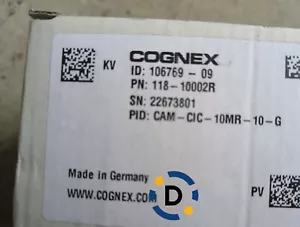 COGNEX
KV
ID: 106769 - 09
PN: 118-10002R
SN: 22673801
PID: CAM-CIC-10MR-10-G
Made in Germany
WWW.COGNEX.COM
D
PV